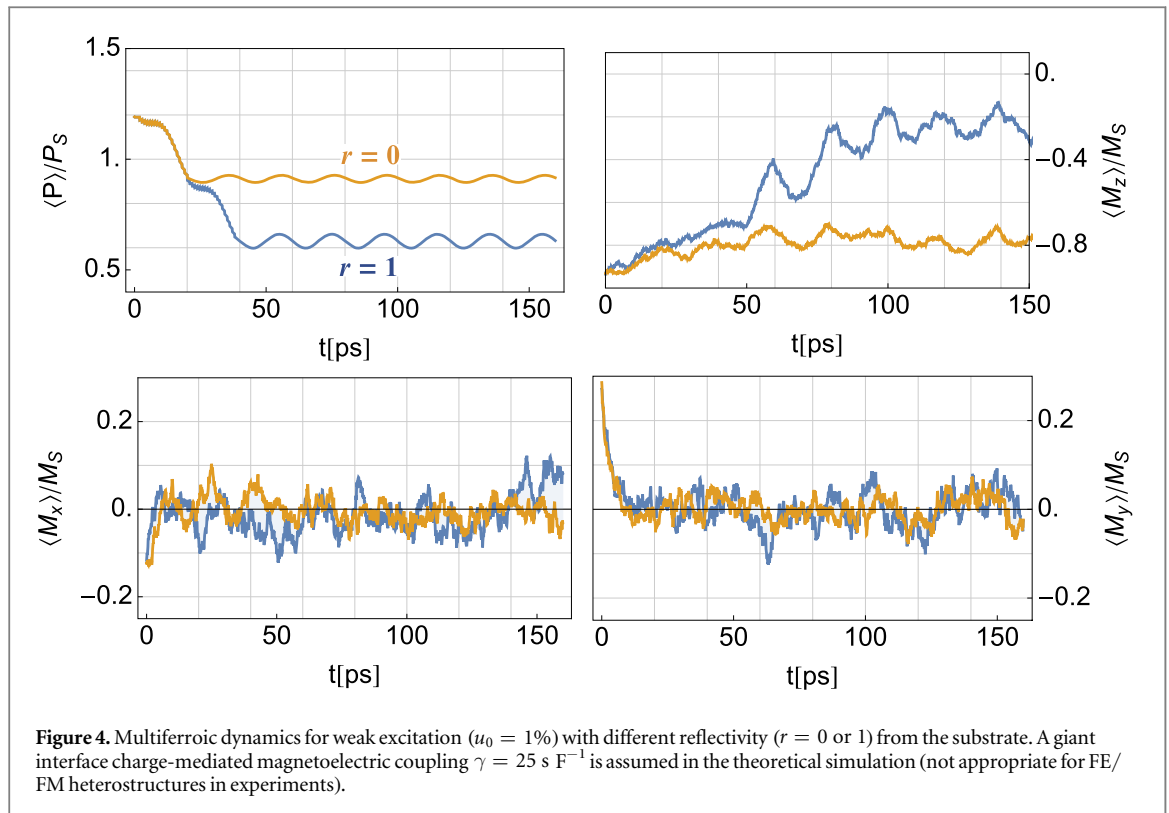 1.5
1.
0.5
⟨P⟩/P_S
r = 0
r = 1
0 50 100 150
t[ps]
0.
−0.4
−0.8
⟨M_z⟩/M_S
0 50 100 150
t[ps]
0.2
0.
−0.2
⟨M_x⟩/M_S
0 50 100 150
t[ps]
0.2
0.
−0.2
⟨M_y⟩/M_S
0 50 100 150
t[ps]
Figure 4. Multiferroic dynamics for weak excitation (u₀ = 1%) with different reflectivity (r = 0 or 1) from the substrate. A giant
interface charge-mediated magnetoelectric coupling γ = 25 s F⁻¹ is assumed in the theoretical simulation (not appropriate for FE/
FM heterostructures in experiments).